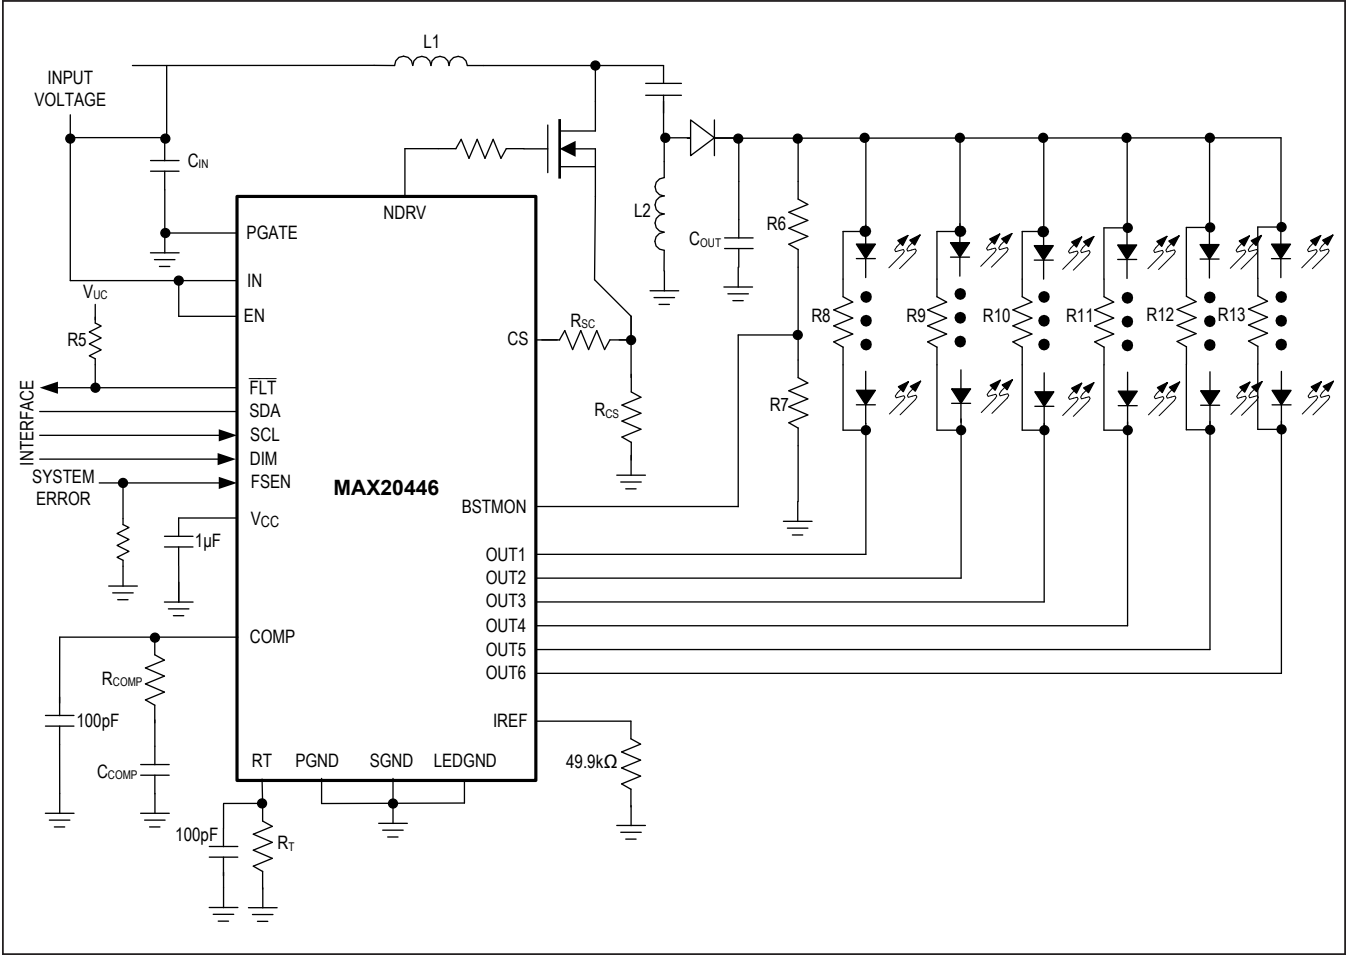 L1
INPUT
VOLTAGE
CIN
NDRV
PGATE
L2
COUT
R6
IN
VUC
EN
R5
CS
RSC
R8
R9
R10
R11
R12
R13
FLT
RCS
R7
INTERFACE
SDA
SCL
DIM
SYSTEM
ERROR
FSEN
MAX20446
BSTMON
VCC
1µF
OUT1
OUT2
OUT3
OUT4
OUT5
OUT6
COMP
RCOMP
100pF
CCOMP
IREF
49.9kΩ
RT
PGND
SGND
LEDGND
100pF
RT